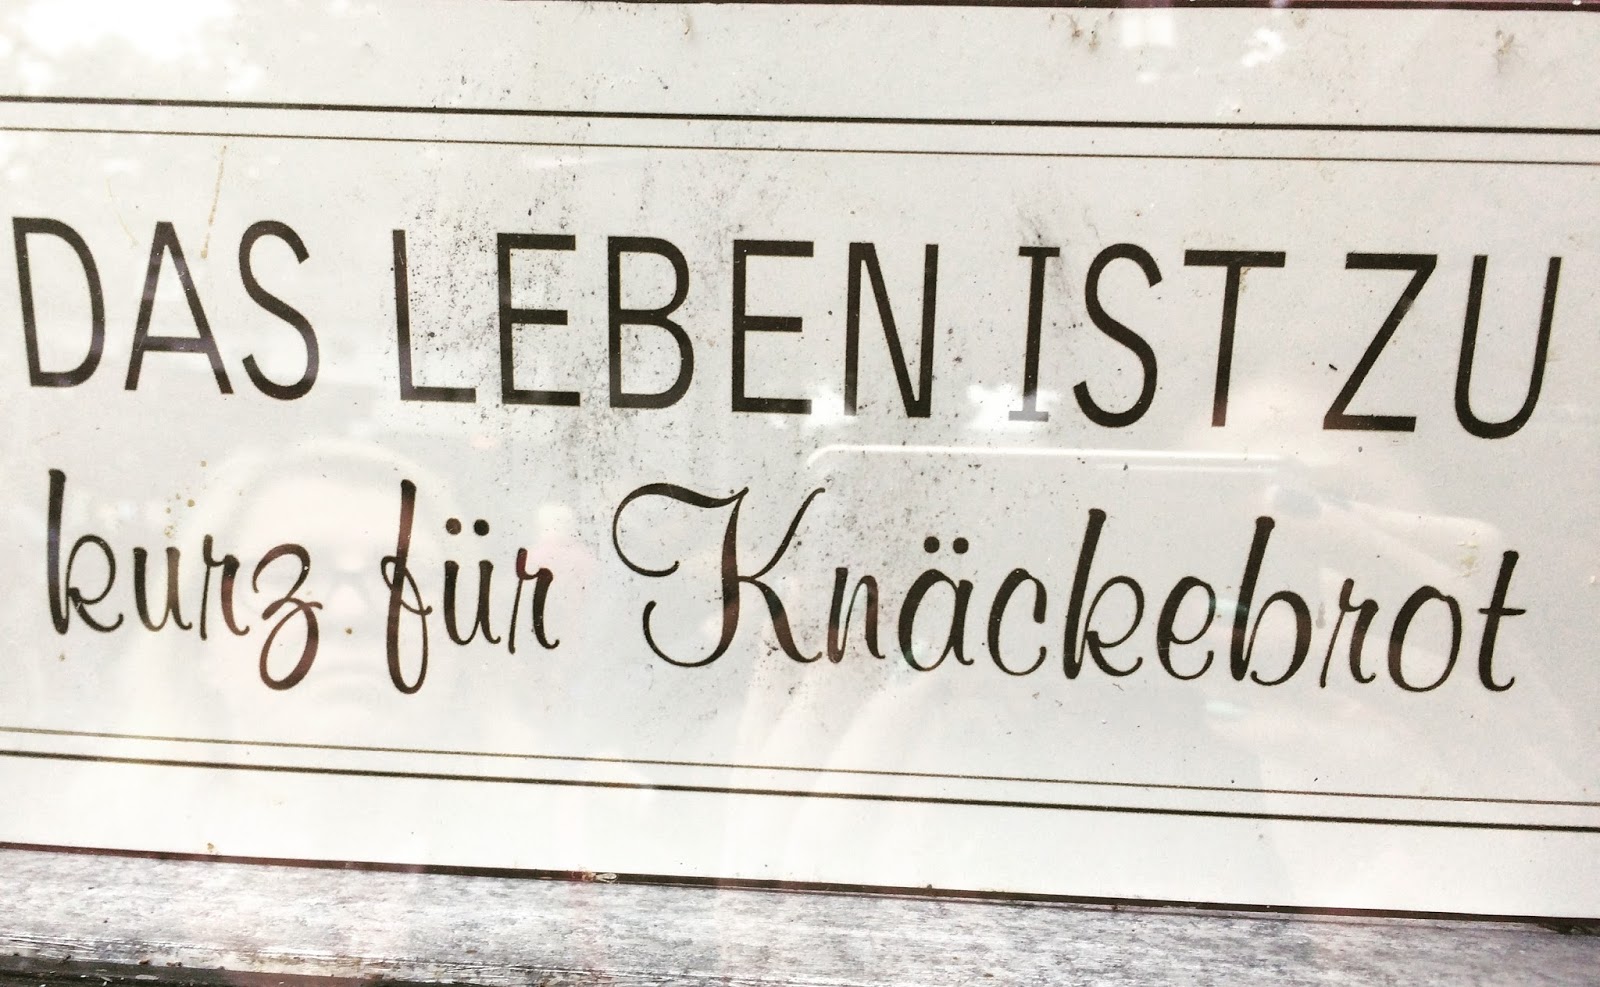 DAS LEBEN IST ZU
kurz für Knäckebrot